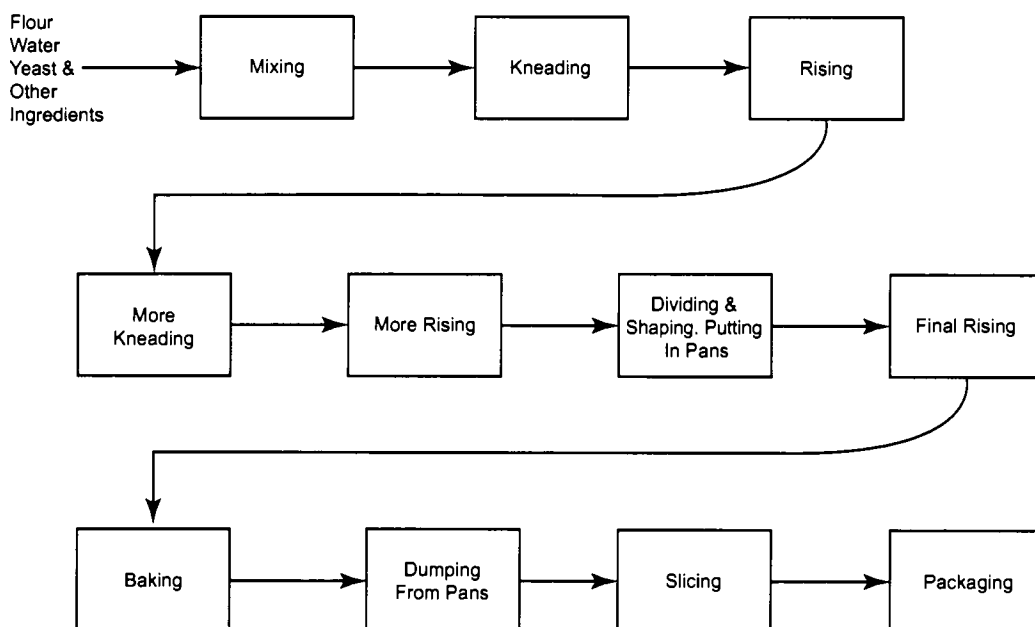 Flour
Water
Yeast &
Other
Ingredients
Mixing
Kneading
Rising
More
Kneading
More Rising
Dividing &
Shaping. Putting
In Pans
Final Rising
Baking
Dumping
From Pans
Slicing
Packaging